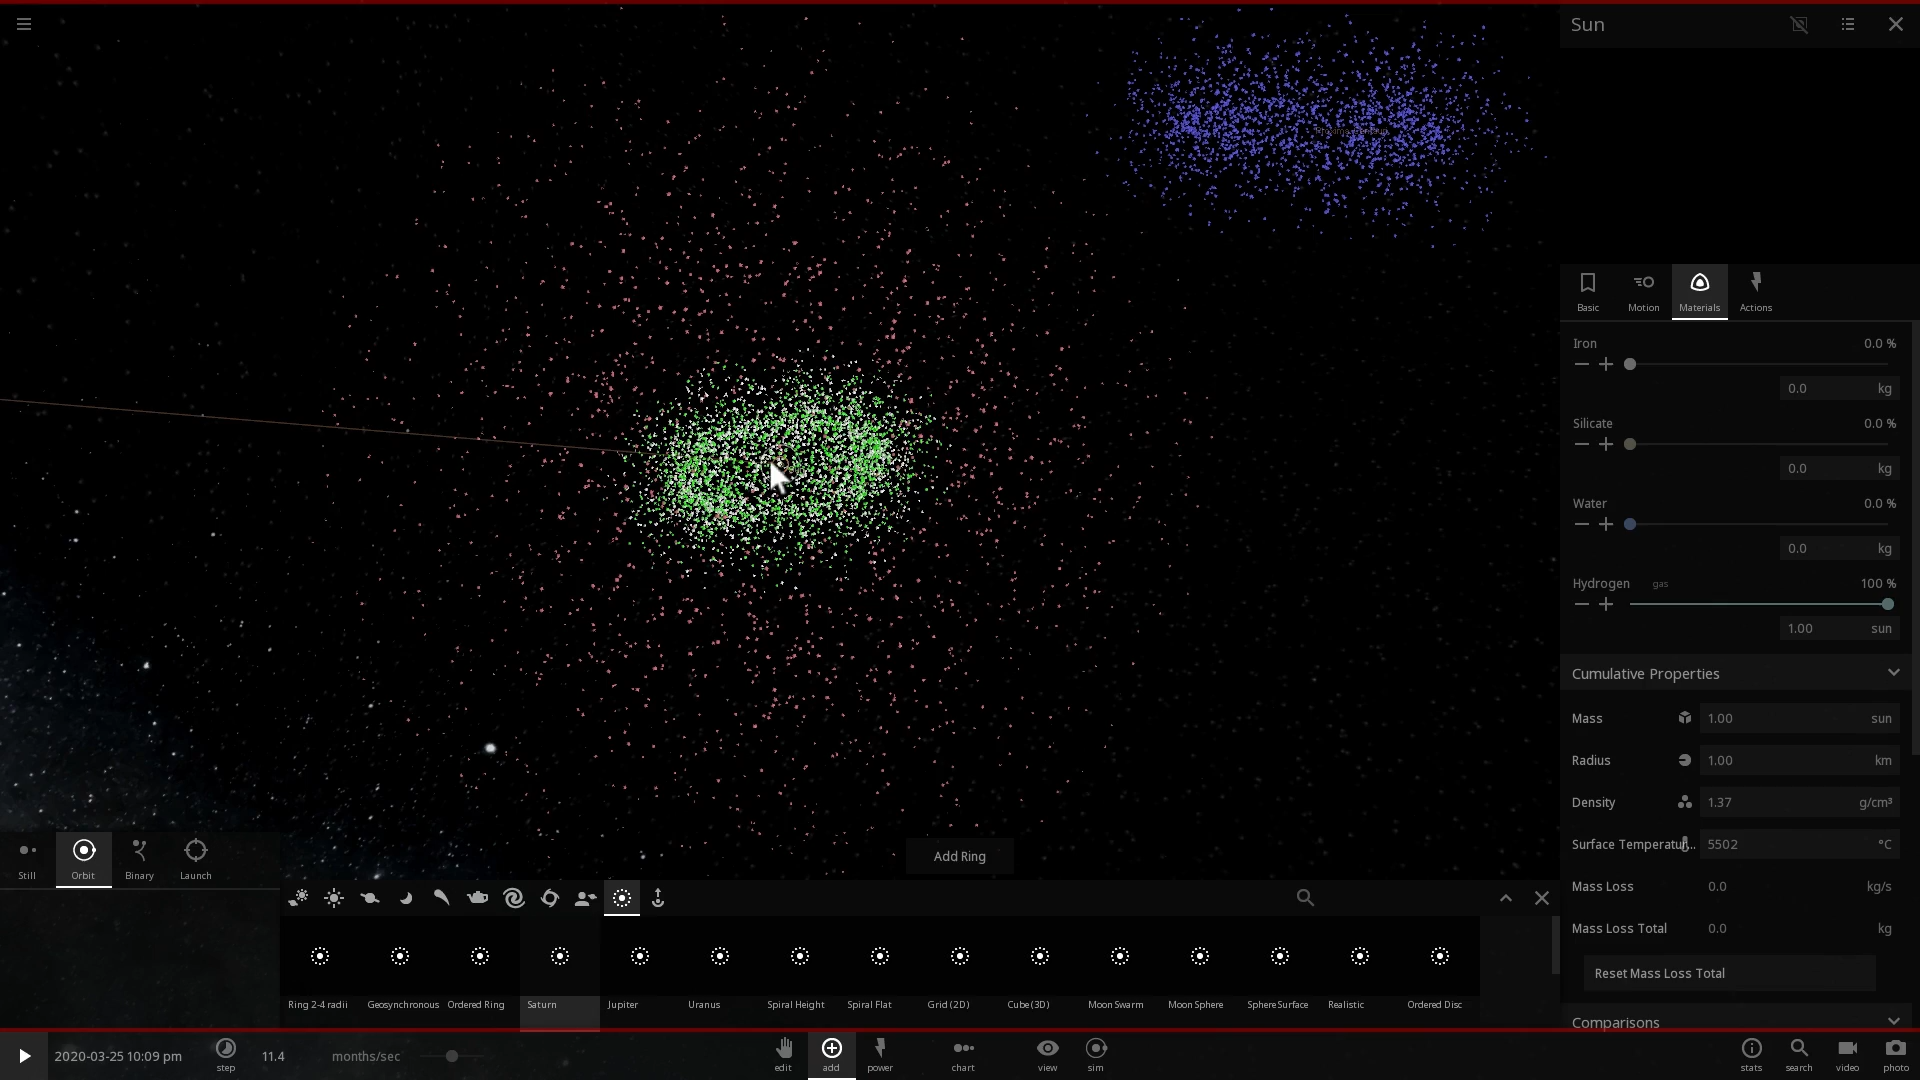 Sun
Basic
Motion
Materials
Actions
Iron 0.0 %
0.0 kg
Silicate 0.0 %
0.0 kg
Water 0.0 %
0.0 kg
Hydrogen gas 100 %
1.00 sun
Cumulative Properties
Mass 1.00 sun
Radius 1.00 km
Density 1.37 g/cm³
Surface Temperatur... 5502 °C
Mass Loss 0.0 kg/s
Mass Loss Total 0.0 kg
Reset Mass Loss Total
Comparisons
Still
Orbit
Binary
Launch
Add Ring
Ring 2-4 radii
Geosynchronous
Ordered Ring
Saturn
Jupiter
Uranus
Spiral Height
Spiral Flat
Grid (2D)
Cube (3D)
Moon Swarm
Moon Sphere
Sphere Surface
Realistic
Ordered Disc
2020-03-25 10:09 pm
step
11.4 months/sec
edit
add
power
chart
view
sim
stats
search
video
photo